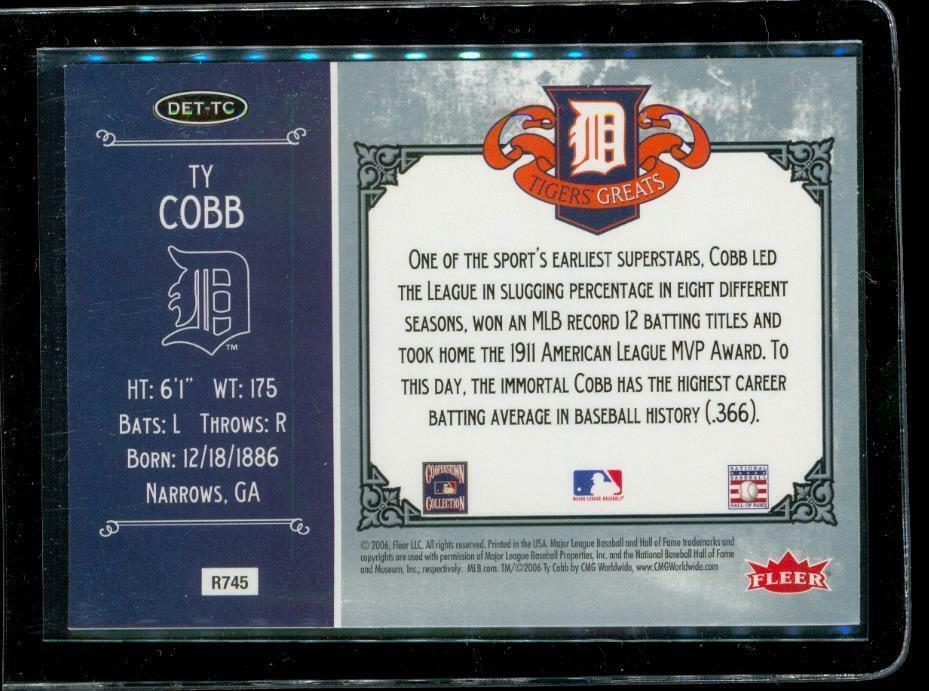 DET-TC
TY
COBB
D
TM
HT: 6'1" WT: 175
BATS: L THROWS: R
BORN: 12/18/1886
NARROWS, GA
R745
D
TIGERS GREATS
ONE OF THE SPORT'S EARLIEST SUPERSTARS, COBB LED
THE LEAGUE IN SLUGGING PERCENTAGE IN EIGHT DIFFERENT
SEASONS, WON AN MLB RECORD 12 BATTING TITLES AND
TOOK HOME THE 1911 AMERICAN LEAGUE MVP AWARD. TO
THIS DAY, THE IMMORTAL COBB HAS THE HIGHEST CAREER
BATTING AVERAGE IN BASEBALL HISTORY (.366).
COOPERSTOWN
COLLECTION
MAJOR LEAGUE BASEBALL
NATIONAL
BASEBALL
HALL OF FAME
© 2006, Fleer LLC. All rights reserved. Printed in the USA. Major League Baseball and Hall of Fame trademarks and
copyrights are used with permission of Major League Baseball Properties, Inc. and the National Baseball Hall of Fame
and Museum, Inc., respectively. MLB.com. TM/©2006 Ty Cobb by CMG Worldwide, www.CMGWorldwide.com
FLEER